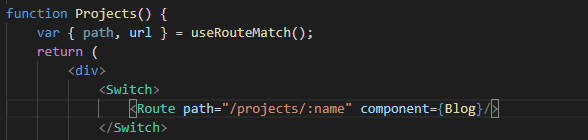 function Projects() {
var { path, url } = useRouteMatch();
return (
<div>
<Switch>
<Route path="/projects/:name" component={Blog}/>
</Switch>